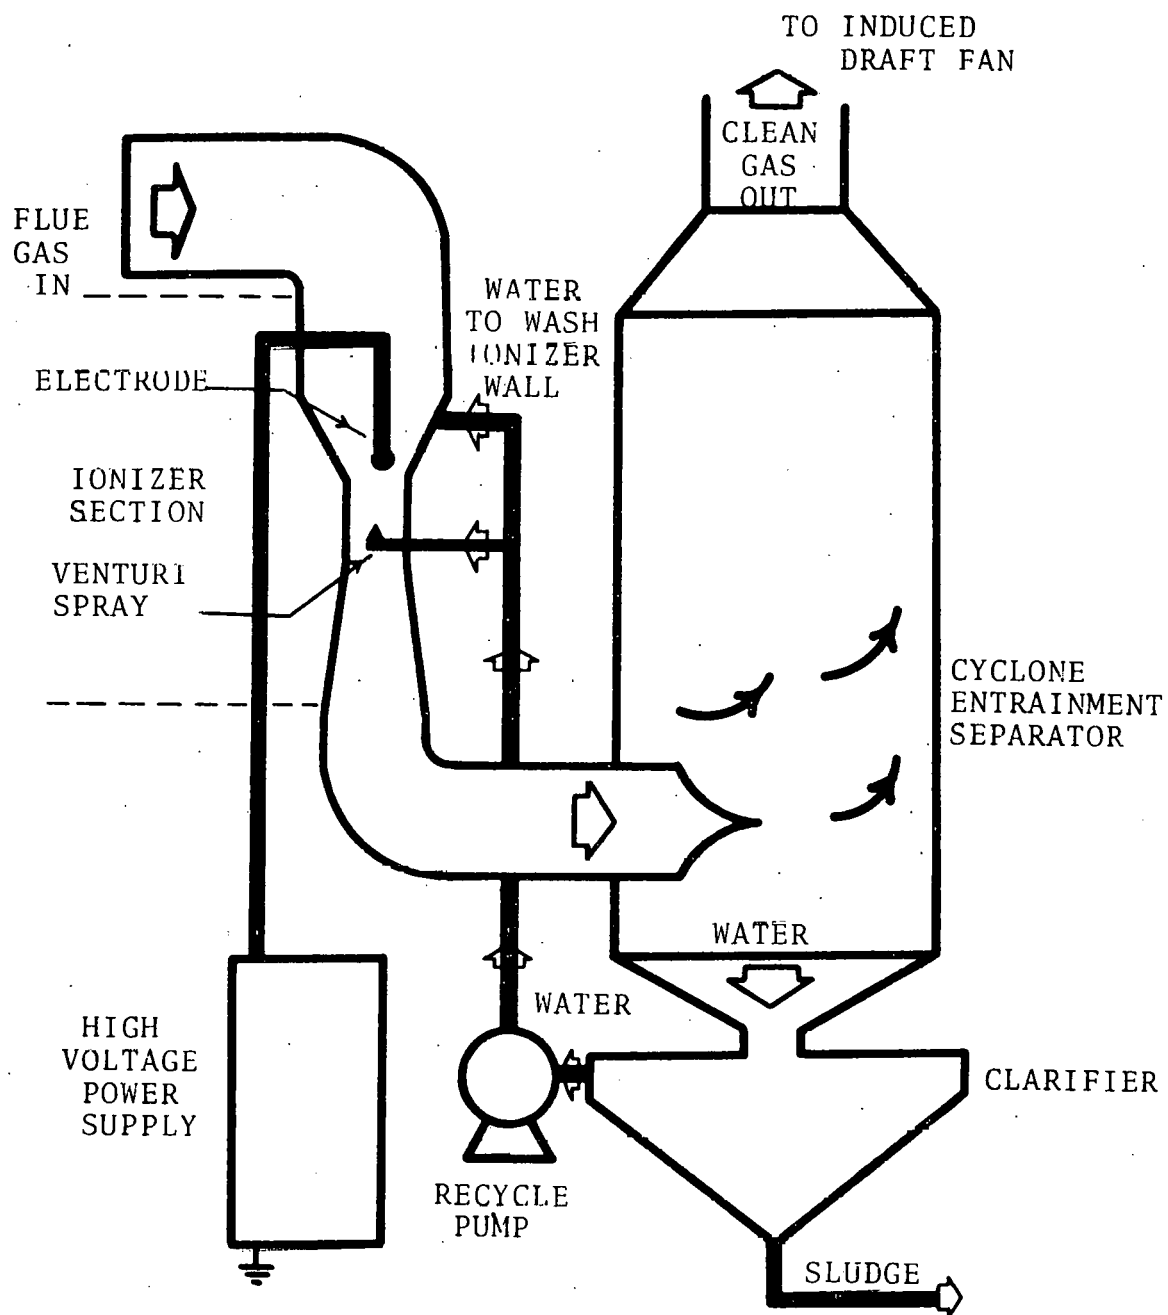 TO INDUCED
DRAFT FAN
CLEAN
GAS
OUT
FLUE
GAS
IN
WATER
TO WASH
IONIZER
WALL
ELECTRODE
IONIZER
SECTION
VENTURI
SPRAY
CYCLONE
ENTRAINMENT
SEPARATOR
WATER
WATER
HIGH
VOLTAGE
POWER
SUPPLY
CLARIFIER
RECYCLE
PUMP
SLUDGE